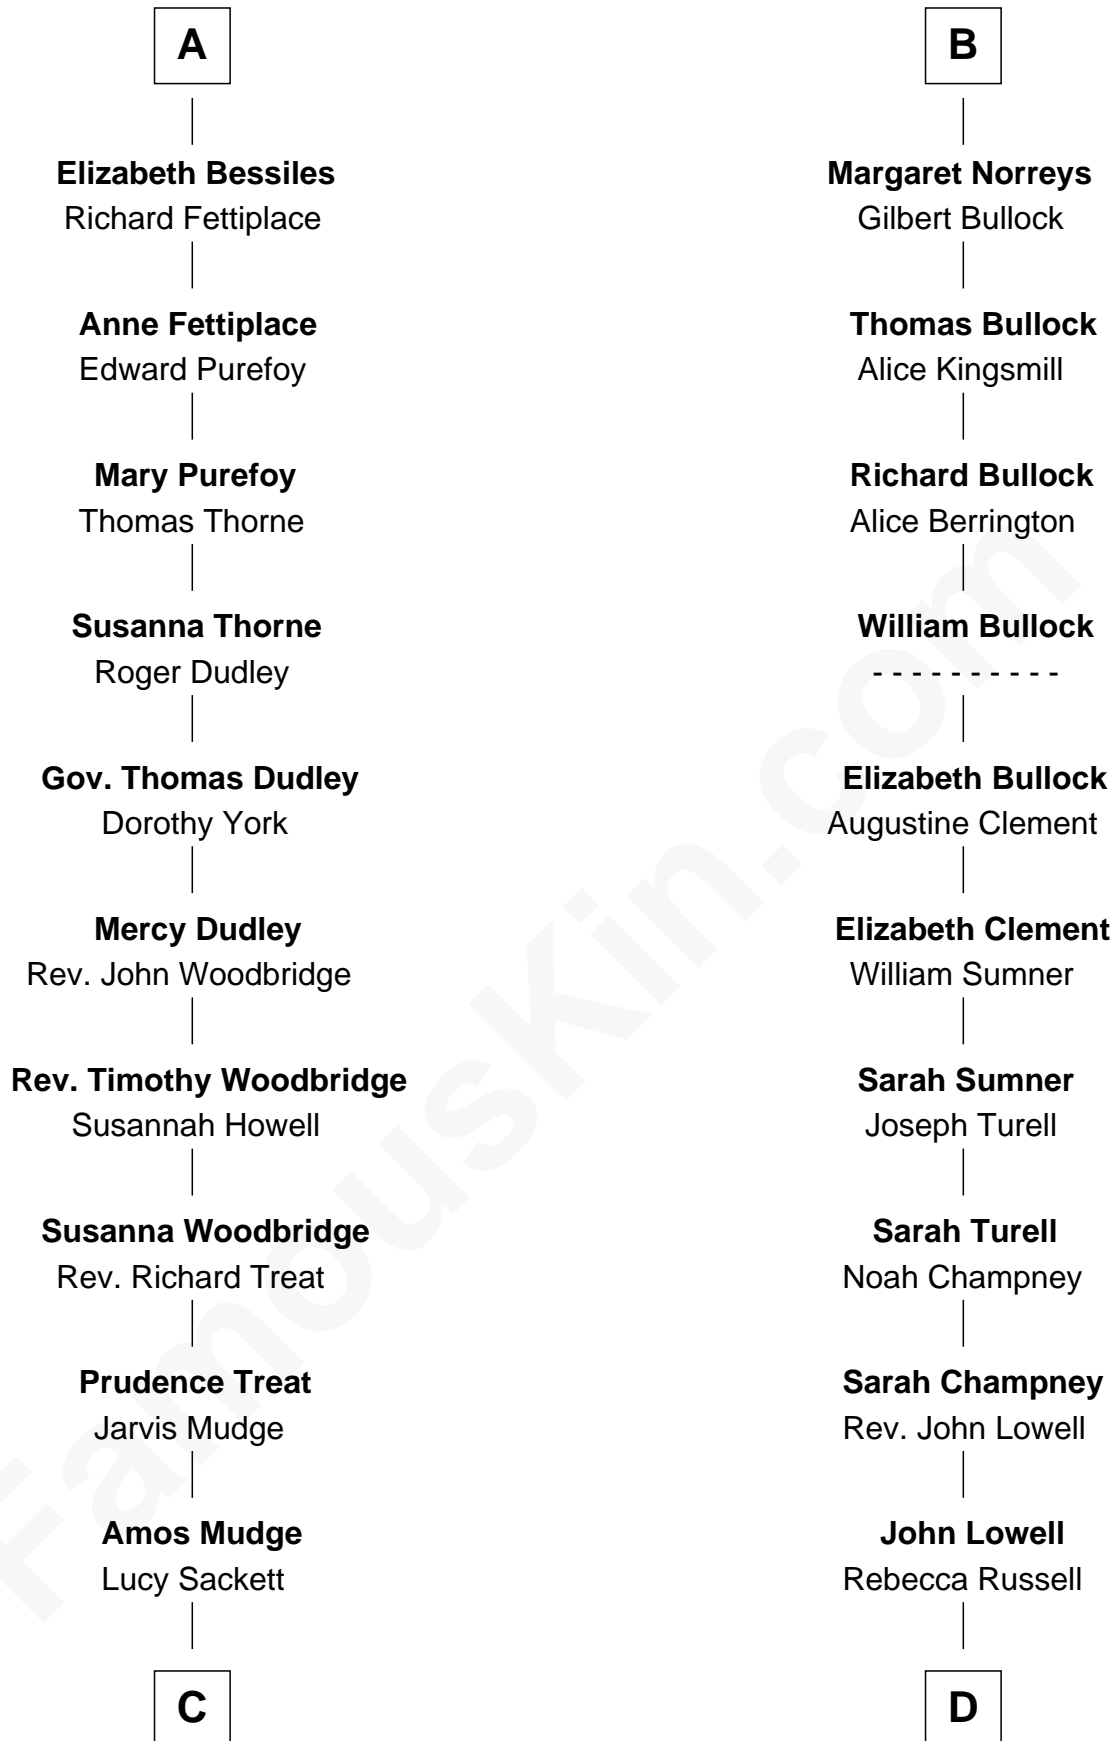 A
Elizabeth Bessiles
Richard Fettiplace
Anne Fettiplace
Edward Purefoy
Mary Purefoy
Thomas Thorne
Susanna Thorne
Roger Dudley
Gov. Thomas Dudley
Dorothy York
Mercy Dudley
Rev. John Woodbridge
Rev. Timothy Woodbridge
Susannah Howell
Susanna Woodbridge
Rev. Richard Treat
Prudence Treat
Jarvis Mudge
Amos Mudge
Lucy Sackett
C
B
Margaret Norreys
Gilbert Bullock
Thomas Bullock
Alice Kingsmill
Richard Bullock
Alice Berrington
William Bullock
- - - - - - - - - -
Elizabeth Bullock
Augustine Clement
Elizabeth Clement
William Sumner
Sarah Sumner
Joseph Turell
Sarah Turell
Noah Champney
Sarah Champney
Rev. John Lowell
John Lowell
Rebecca Russell
D
FamousKin.com